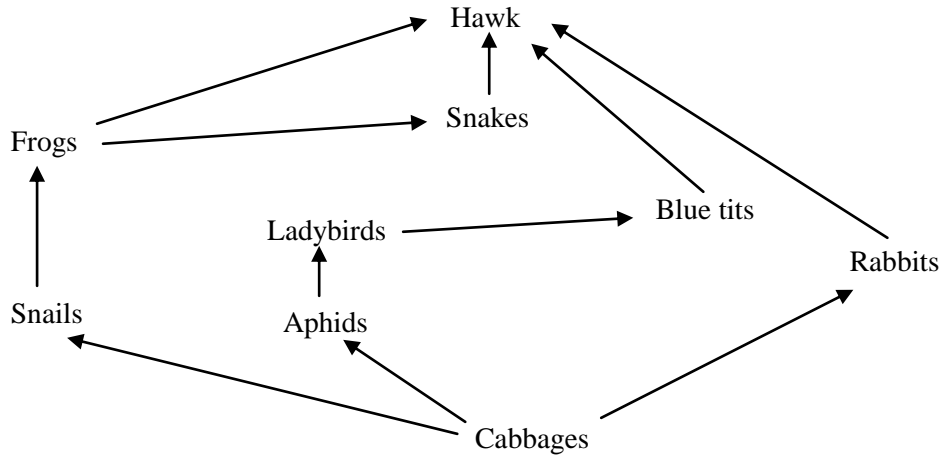 Hawk
Snakes
Frogs
Blue tits
Ladybirds
Rabbits
Snails
Aphids
Cabbages